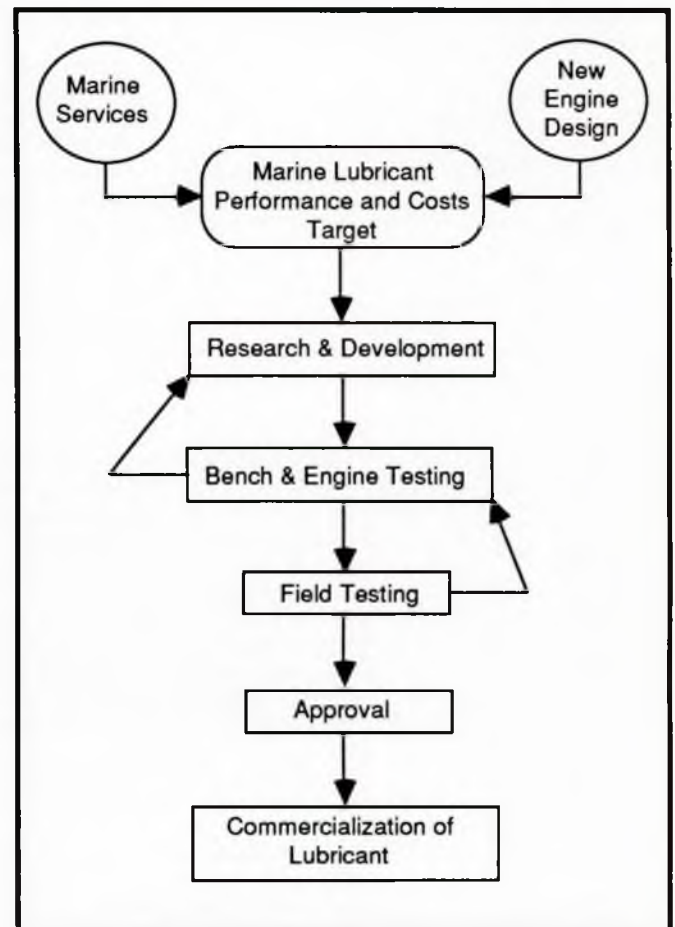 Marine
Services
New
Engine
Design
Marine Lubricant
Performance and Costs
Target
Research & Development
Bench & Engine Testing
Field Testing
Approval
Commercialization of
Lubricant